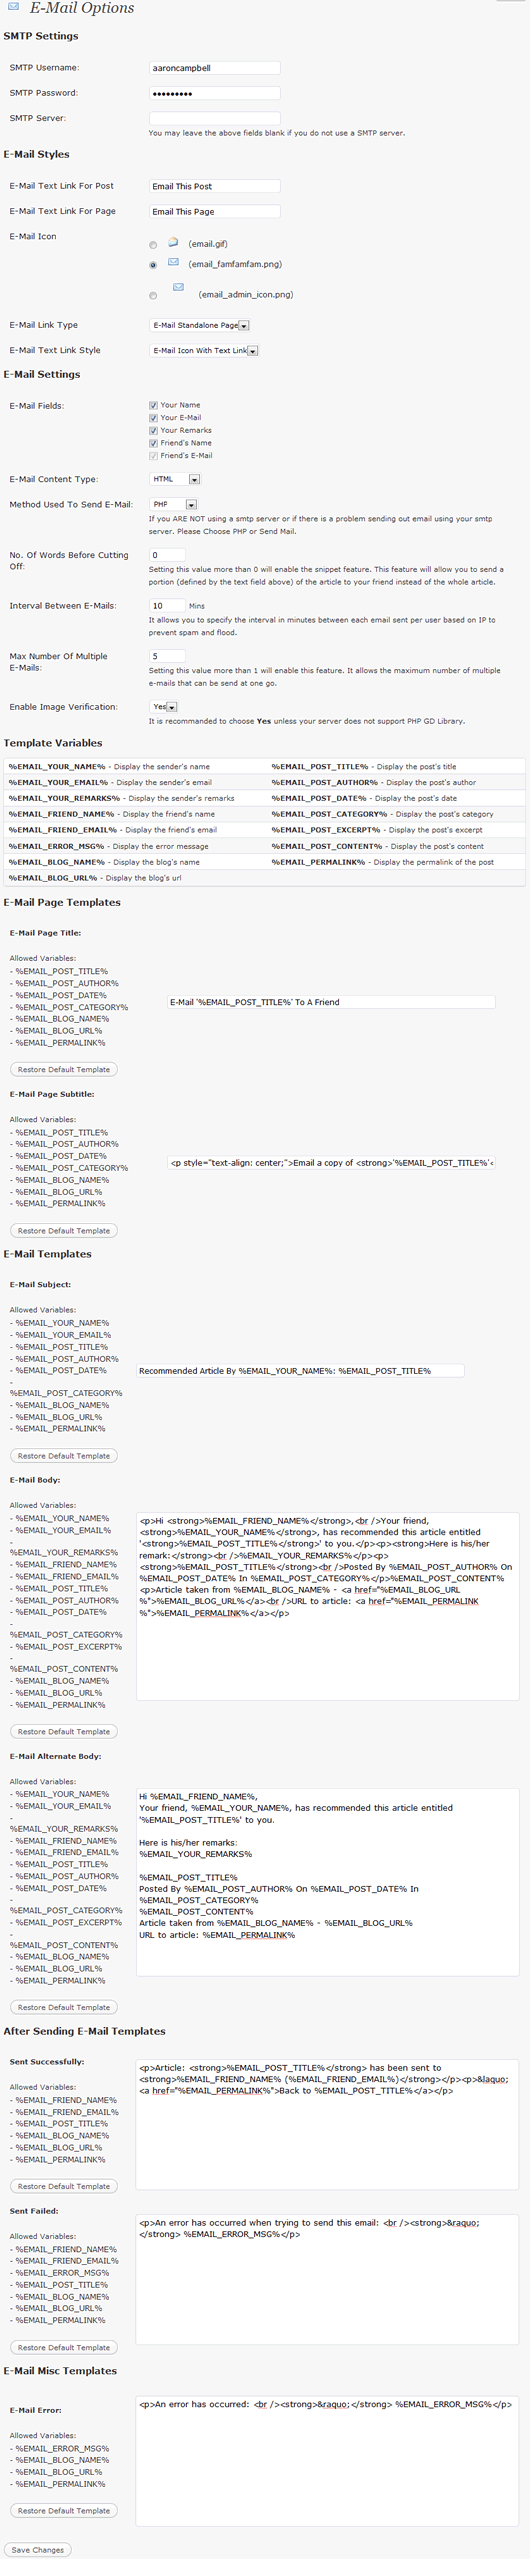 E-Mail Options
SMTP Settings
SMTP Username:
aaroncampbell
SMTP Password:
●●●●●●●●●
SMTP Server:
You may leave the above fields blank if you do not use a SMTP server.
E-Mail Styles
E-Mail Text Link For Post
Email This Post
E-Mail Text Link For Page
Email This Page
E-Mail Icon
(email.gif)
(email_famfamfam.png)
(email_admin_icon.png)
E-Mail Link Type
E-Mail Standalone Page
E-Mail Text Link Style
E-Mail Icon With Text Link
E-Mail Settings
E-Mail Fields:
Your Name
Your E-Mail
Your Remarks
Friend's Name
Friend's E-Mail
E-Mail Content Type:
HTML
Method Used To Send E-Mail:
PHP
If you ARE NOT using a smtp server or if there is a problem sending out email using your smtp
server. Please Choose PHP or Send Mail.
No. Of Words Before Cutting
Off:
0
Setting this value more than 0 will enable the snippet feature. This feature will allow you to send a
portion (defined by the text field above) of the article to your friend instead of the whole article.
Interval Between E-Mails:
10 Mins
It allows you to specify the interval in minutes between each email sent per user based on IP to
prevent spam and flood.
Max Number Of Multiple
E-Mails:
5
Setting this value more than 1 will enable this feature. It allows the maximum number of multiple
e-mails that can be send at one go.
Enable Image Verification:
Yes
It is recommanded to choose Yes unless your server does not support PHP GD Library.
Template Variables
%EMAIL_YOUR_NAME% - Display the sender's name
%EMAIL_POST_TITLE% - Display the post's title
%EMAIL_YOUR_EMAIL% - Display the sender's email
%EMAIL_POST_AUTHOR% - Display the post's author
%EMAIL_YOUR_REMARKS% - Display the sender's remarks
%EMAIL_POST_DATE% - Display the post's date
%EMAIL_FRIEND_NAME% - Display the friend's name
%EMAIL_POST_CATEGORY% - Display the post's category
%EMAIL_FRIEND_EMAIL% - Display the friend's email
%EMAIL_POST_EXCERPT% - Display the post's excerpt
%EMAIL_ERROR_MSG% - Display the error message
%EMAIL_POST_CONTENT% - Display the post's content
%EMAIL_BLOG_NAME% - Display the blog's name
%EMAIL_PERMALINK% - Display the permalink of the post
%EMAIL_BLOG_URL% - Display the blog's url
E-Mail Page Templates
E-Mail Page Title:
Allowed Variables:
- %EMAIL_POST_TITLE%
- %EMAIL_POST_AUTHOR%
- %EMAIL_POST_DATE%
- %EMAIL_POST_CATEGORY%
- %EMAIL_BLOG_NAME%
- %EMAIL_BLOG_URL%
- %EMAIL_PERMALINK%
Restore Default Template
E-Mail '%EMAIL_POST_TITLE%' To A Friend
E-Mail Page Subtitle:
Allowed Variables:
- %EMAIL_POST_TITLE%
- %EMAIL_POST_AUTHOR%
- %EMAIL_POST_DATE%
- %EMAIL_POST_CATEGORY%
- %EMAIL_BLOG_NAME%
- %EMAIL_BLOG_URL%
- %EMAIL_PERMALINK%
Restore Default Template
<p style="text-align: center;">Email a copy of <strong>'%EMAIL_POST_TITLE%'<
E-Mail Templates
E-Mail Subject:
Allowed Variables:
- %EMAIL_YOUR_NAME%
- %EMAIL_YOUR_EMAIL%
- %EMAIL_POST_TITLE%
- %EMAIL_POST_AUTHOR%
- %EMAIL_POST_DATE%
-
%EMAIL_POST_CATEGORY%
- %EMAIL_BLOG_NAME%
- %EMAIL_BLOG_URL%
- %EMAIL_PERMALINK%
Restore Default Template
Recommended Article By %EMAIL_YOUR_NAME%: %EMAIL_POST_TITLE%
E-Mail Body:
Allowed Variables:
- %EMAIL_YOUR_NAME%
- %EMAIL_YOUR_EMAIL%
-
%EMAIL_YOUR_REMARKS%
- %EMAIL_FRIEND_NAME%
- %EMAIL_FRIEND_EMAIL%
- %EMAIL_POST_TITLE%
- %EMAIL_POST_AUTHOR%
- %EMAIL_POST_DATE%
-
%EMAIL_POST_CATEGORY%
- %EMAIL_POST_EXCERPT%
-
%EMAIL_POST_CONTENT%
- %EMAIL_BLOG_NAME%
- %EMAIL_BLOG_URL%
- %EMAIL_PERMALINK%
Restore Default Template
<p>Hi <strong>%EMAIL_FRIEND_NAME%</strong>,<br />Your friend,
<strong>%EMAIL_YOUR_NAME%</strong>, has recommended this article entitled
'<strong>%EMAIL_POST_TITLE%</strong>' to you.</p><p><strong>Here is his/her
remark:</strong><br />%EMAIL_YOUR_REMARKS%</p><p>
<strong>%EMAIL_POST_TITLE%</strong><br />Posted By %EMAIL_POST_AUTHOR% On
%EMAIL_POST_DATE% In %EMAIL_POST_CATEGORY%</p>%EMAIL_POST_CONTENT%
<p>Article taken from %EMAIL_BLOG_NAME% - <a href="%EMAIL_BLOG_URL
%">%EMAIL_BLOG_URL%</a><br />URL to article: <a href="%EMAIL_PERMALINK
%">%EMAIL_PERMALINK%</a></p>
E-Mail Alternate Body:
Allowed Variables:
- %EMAIL_YOUR_NAME%
- %EMAIL_YOUR_EMAIL%
-
%EMAIL_YOUR_REMARKS%
- %EMAIL_FRIEND_NAME%
- %EMAIL_FRIEND_EMAIL%
- %EMAIL_POST_TITLE%
- %EMAIL_POST_AUTHOR%
- %EMAIL_POST_DATE%
-
%EMAIL_POST_CATEGORY%
- %EMAIL_POST_EXCERPT%
-
%EMAIL_POST_CONTENT%
- %EMAIL_BLOG_NAME%
- %EMAIL_BLOG_URL%
- %EMAIL_PERMALINK%
Restore Default Template
Hi %EMAIL_FRIEND_NAME%,
Your friend, %EMAIL_YOUR_NAME%, has recommended this article entitled
'%EMAIL_POST_TITLE%' to you.
Here is his/her remarks:
%EMAIL_YOUR_REMARKS%
%EMAIL_POST_TITLE%
Posted By %EMAIL_POST_AUTHOR% On %EMAIL_POST_DATE% In
%EMAIL_POST_CATEGORY%
%EMAIL_POST_CONTENT%
Article taken from %EMAIL_BLOG_NAME% - %EMAIL_BLOG_URL%
URL to article: %EMAIL_PERMALINK%
After Sending E-Mail Templates
Sent Successfully:
Allowed Variables:
- %EMAIL_FRIEND_NAME%
- %EMAIL_FRIEND_EMAIL%
- %EMAIL_POST_TITLE%
- %EMAIL_BLOG_NAME%
- %EMAIL_BLOG_URL%
- %EMAIL_PERMALINK%
Restore Default Template
<p>Article: <strong>%EMAIL_POST_TITLE%</strong> has been sent to
<strong>%EMAIL_FRIEND_NAME% (%EMAIL_FRIEND_EMAIL%)</strong></p><p>&laquo;
<a href="%EMAIL_PERMALINK%">Back to %EMAIL_POST_TITLE%</a></p>
Sent Failed:
Allowed Variables:
- %EMAIL_FRIEND_NAME%
- %EMAIL_FRIEND_EMAIL%
- %EMAIL_ERROR_MSG%
- %EMAIL_POST_TITLE%
- %EMAIL_BLOG_NAME%
- %EMAIL_BLOG_URL%
- %EMAIL_PERMALINK%
Restore Default Template
<p>An error has occurred when trying to send this email: <br /><strong>&raquo;
</strong> %EMAIL_ERROR_MSG%</p>
E-Mail Misc Templates
E-Mail Error:
Allowed Variables:
- %EMAIL_ERROR_MSG%
- %EMAIL_BLOG_NAME%
- %EMAIL_BLOG_URL%
- %EMAIL_PERMALINK%
Restore Default Template
<p>An error has occurred: <br /><strong>&raquo;</strong> %EMAIL_ERROR_MSG%</p>
Save Changes